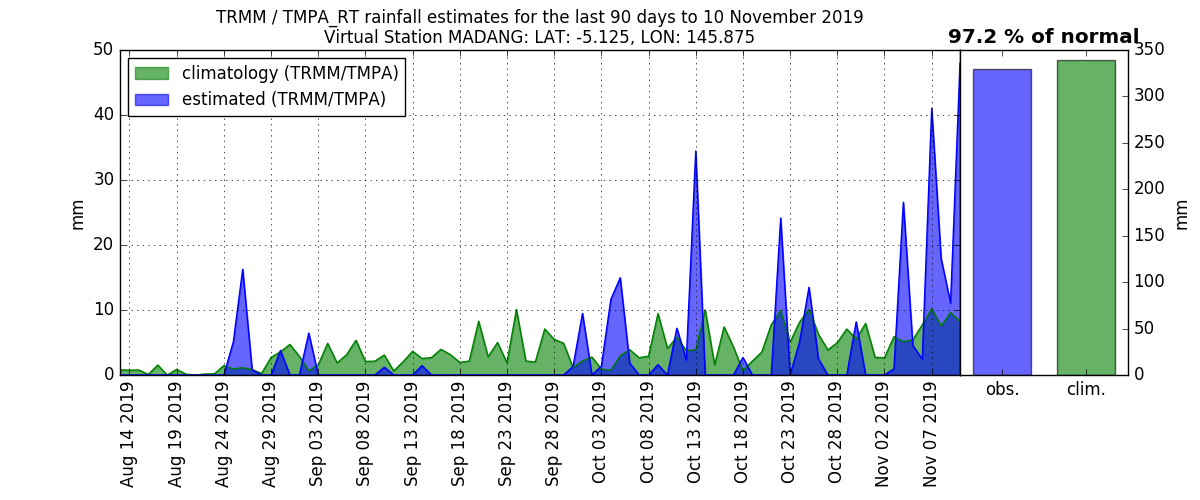 TRMM / TMPA_RT rainfall estimates for the last 90 days to 10 November 2019
Virtual Station MADANG: LAT: -5.125, LON: 145.875
97.2 % of normal
climatology (TRMM/TMPA)
estimated (TRMM/TMPA)
50
40
30
20
10
0
mm
350
300
250
200
150
100
50
0
mm
Aug 14 2019
Aug 19 2019
Aug 24 2019
Aug 29 2019
Sep 03 2019
Sep 08 2019
Sep 13 2019
Sep 18 2019
Sep 23 2019
Sep 28 2019
Oct 03 2019
Oct 08 2019
Oct 13 2019
Oct 18 2019
Oct 23 2019
Oct 28 2019
Nov 02 2019
Nov 07 2019
obs.
clim.